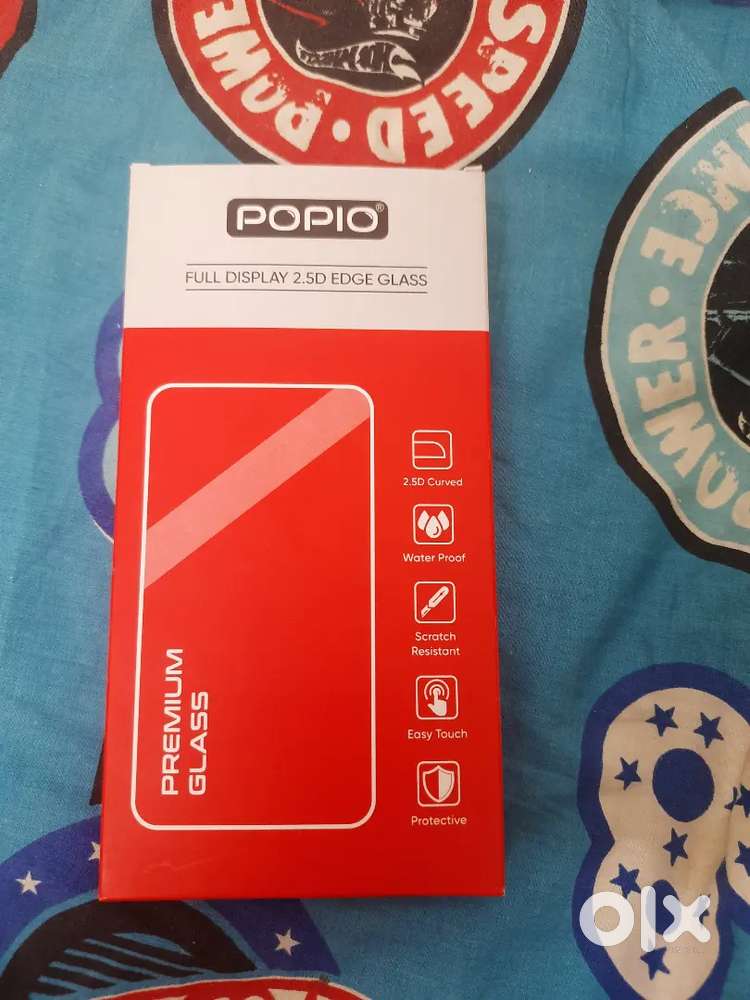 POWE
• SPEED •
POPIO®
FULL DISPLAY 2.5D EDGE GLASS
2.5D Curved
Water Proof
Scratch
Resistant
Easy Touch
Protective
PREMIUM
GLASS
POWER •
POWER
olx